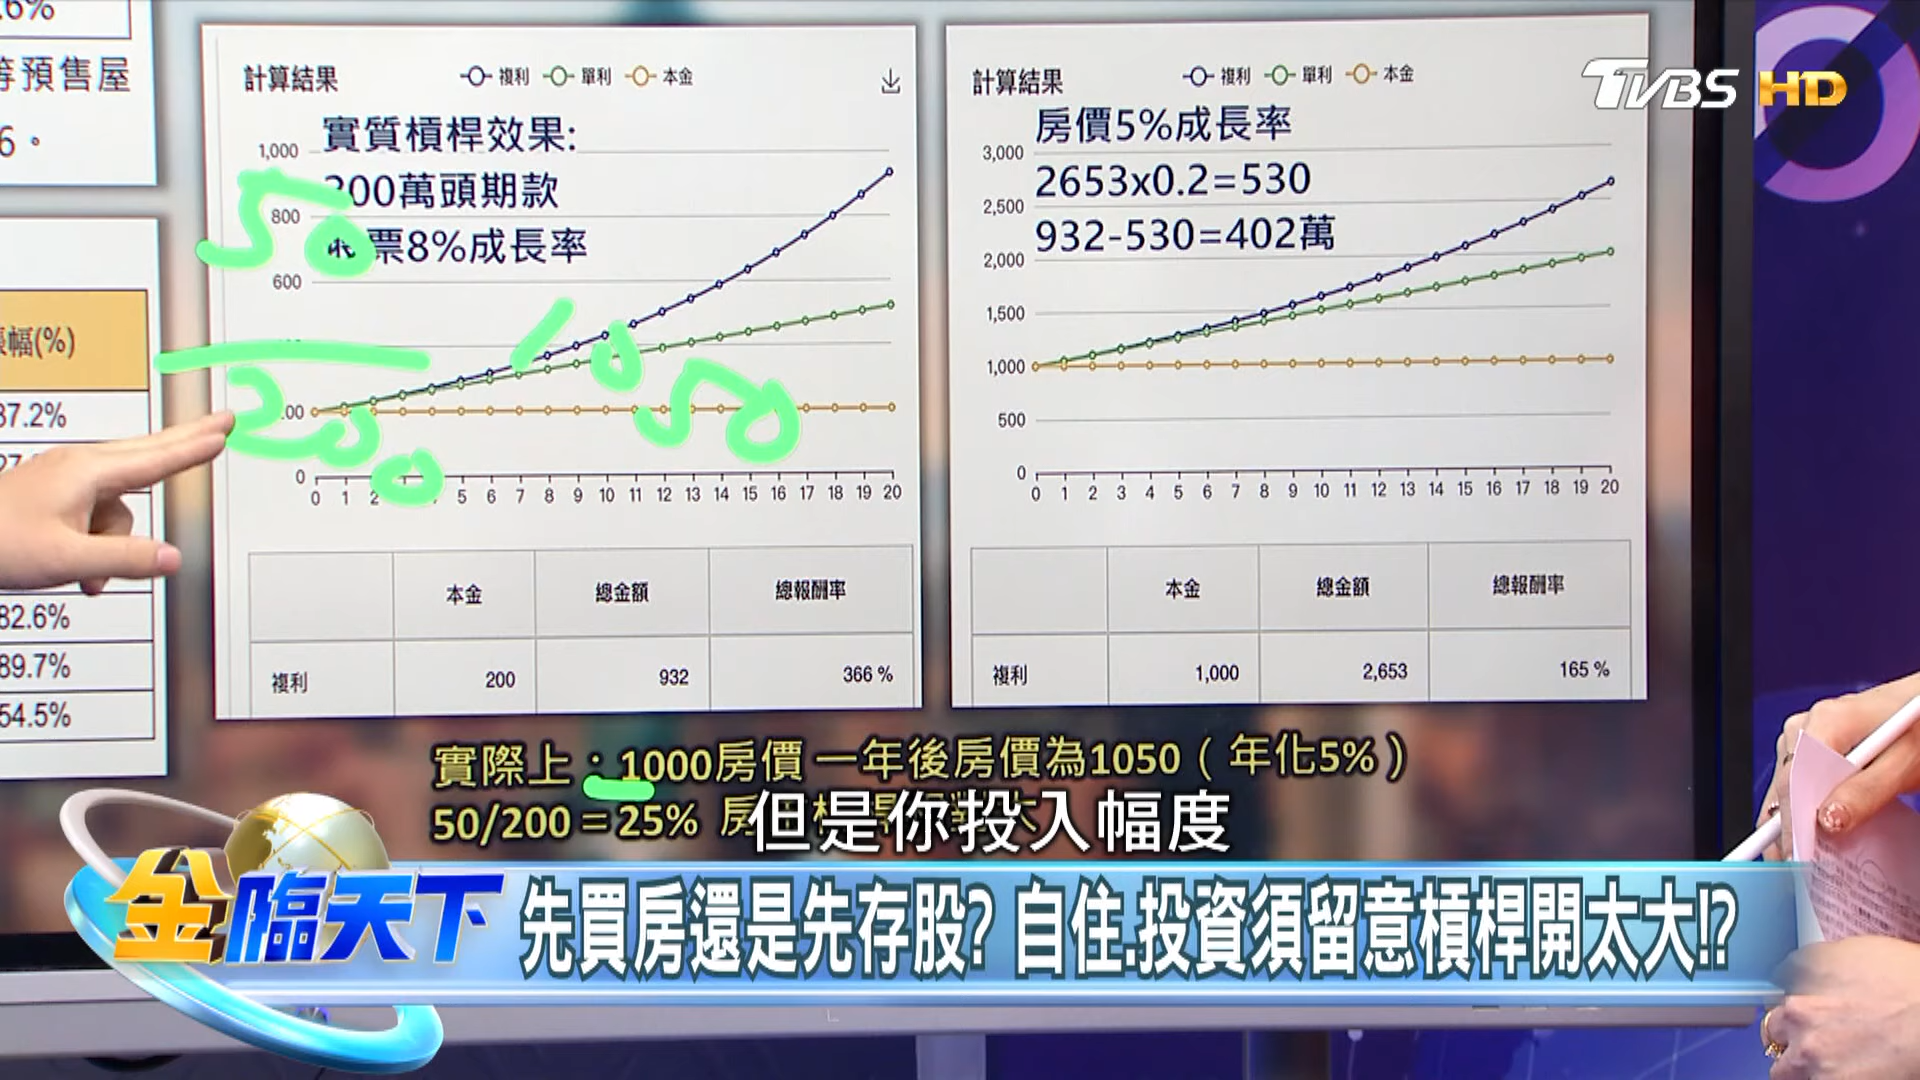 .6%
等預售屋
6。
幅(%)
37.2%
27.
82.6%
89.7%
54.5%
計算結果
複利 單利 本金
實質槓桿效果:
200萬頭期款
票8%成長率
1,000
800
600
200
0
0 1 2 5 6 7 8 9 10 11 12 13 14 15 16 17 18 19 20
50
200
1050
本金 總金額 總報酬率
複利 200 932 366 %
計算結果
複利 單利 本金
房價5%成長率
2653x0.2=530
932-530=402萬
3,000
2,500
2,000
1,500
1,000
500
0
0 1 2 3 4 5 6 7 8 9 10 11 12 13 14 15 16 17 18 19 20
本金 總金額 總報酬率
複利 1,000 2,653 165 %
TVBS HD
實際上：1000房價 一年後房價為1050（年化5%）
50/200＝25% 房
但是你投入幅度
金臨天下
先買房還是先存股? 自住.投資須留意槓桿開太大!?